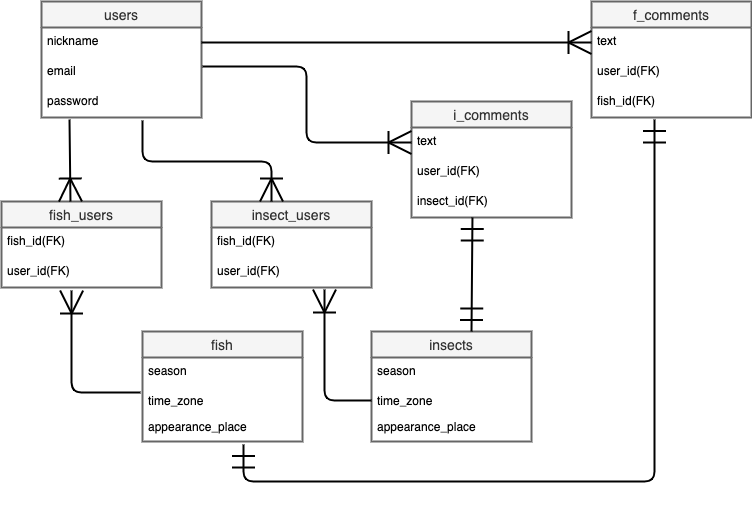 users
nickname
email
password
f_comments
text
user_id(FK)
fish_id(FK)
i_comments
text
user_id(FK)
insect_id(FK)
fish_users
fish_id(FK)
user_id(FK)
insect_users
fish_id(FK)
user_id(FK)
fish
season
time_zone
appearance_place
insects
season
time_zone
appearance_place